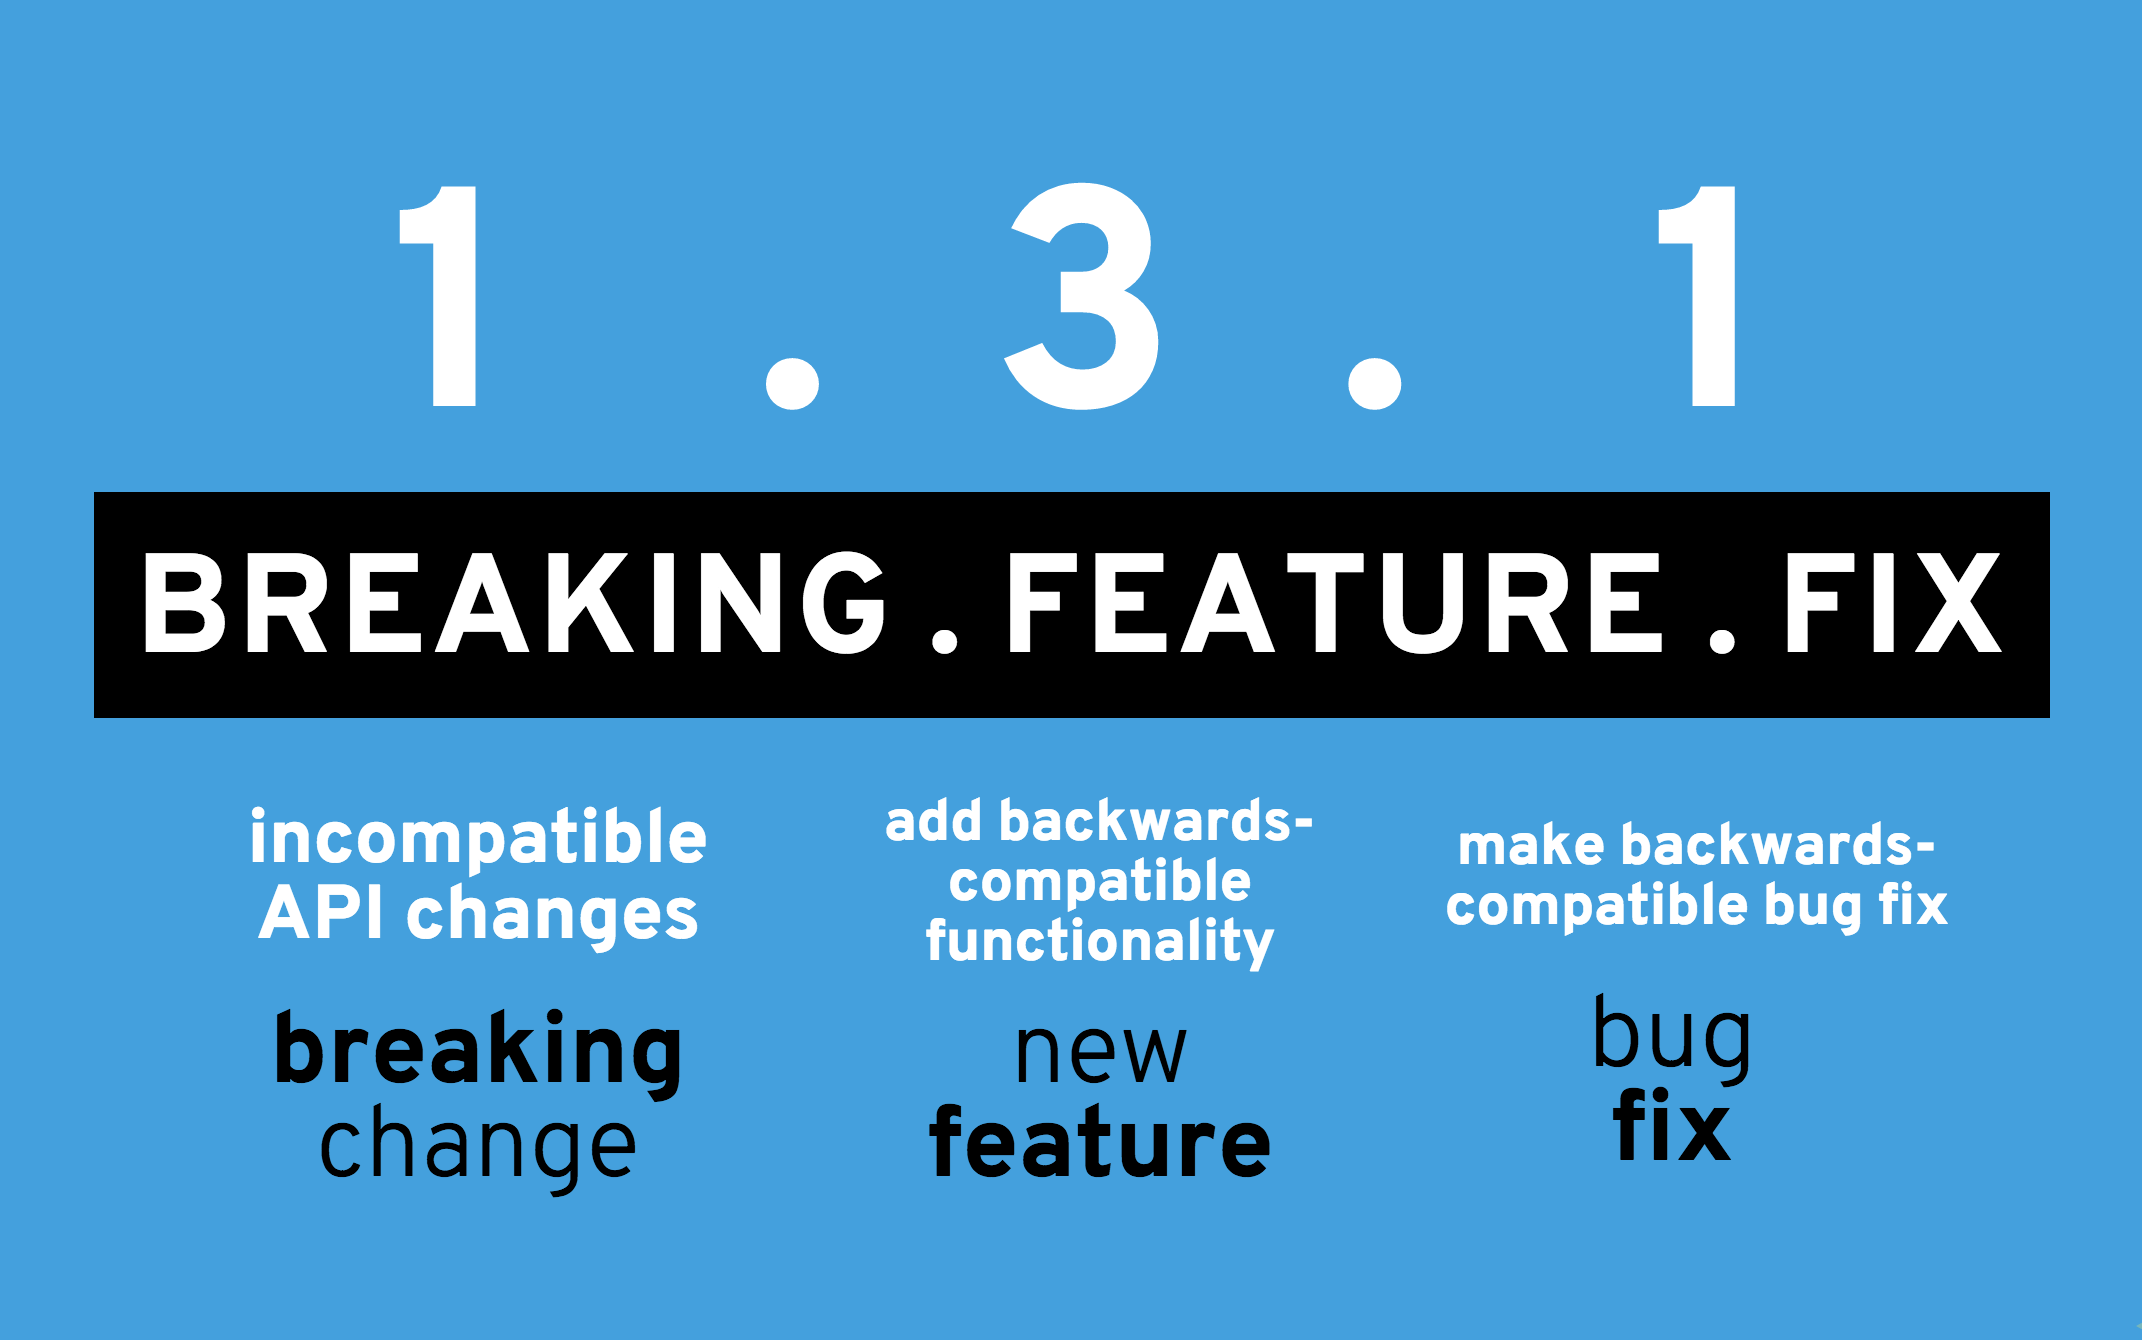 1 . 3 . 1
BREAKING . FEATURE . FIX
incompatible
API changes
breaking
change
add backwards-
compatible
functionality
new
feature
make backwards-
compatible bug fix
bug
fix